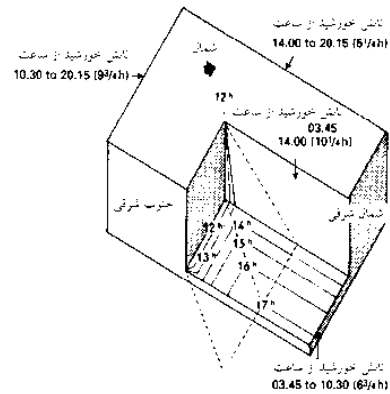 تابش خورشید از ساعت
14.00 to 20.15 (6¹/₄h)
شمال
تابش خورشید از ساعت
10.30 to 20.15 (9³/₄h)
12ʰ
تابش خورشید از ساعت
03.45
14.00 (10¹/₄h)
جنوب شرقی
شمال شرقی
12ʰ
14ʰ
15ʰ
13ʰ
16ʰ
17ʰ
تابش خورشید از ساعت
03.45 to 10.30 (6³/₄h)